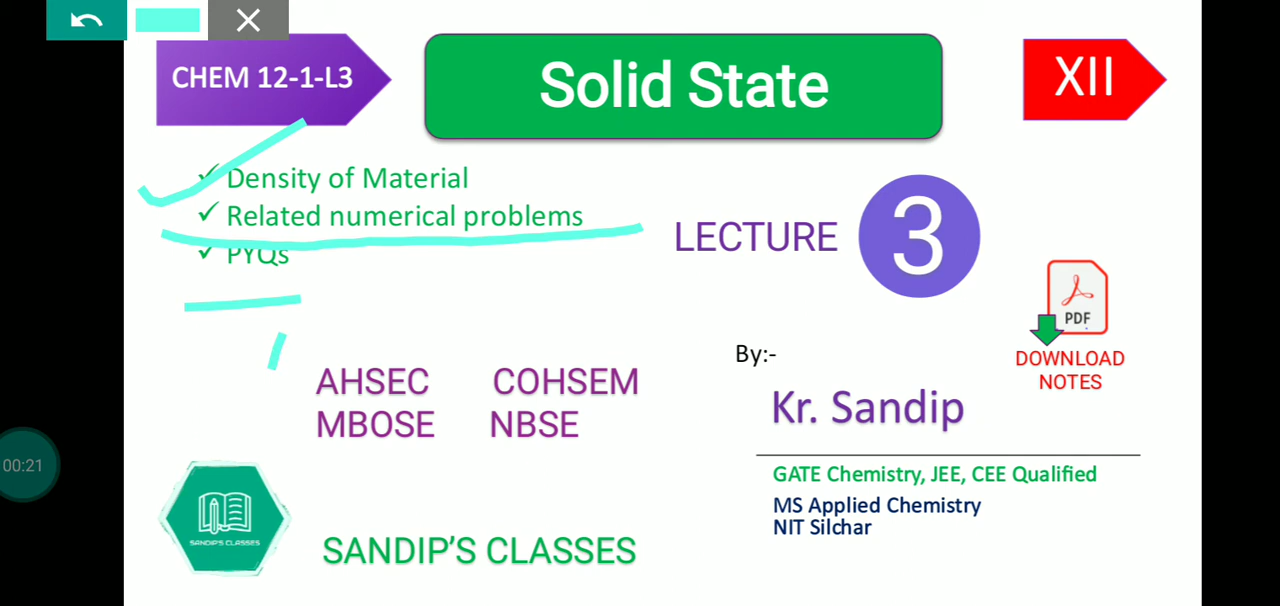 CHEM 12-1-L3
Solid State
XII
✓ Density of Material
✓ Related numerical problems
✓ PYQs
LECTURE 3
PDF
DOWNLOAD
NOTES
By:-
Kr. Sandip
AHSEC COHSEM
MBOSE NBSE
GATE Chemistry, JEE, CEE Qualified
MS Applied Chemistry
NIT Silchar
00:21
SANDIP'S CLASSES
SANDIP'S CLASSES